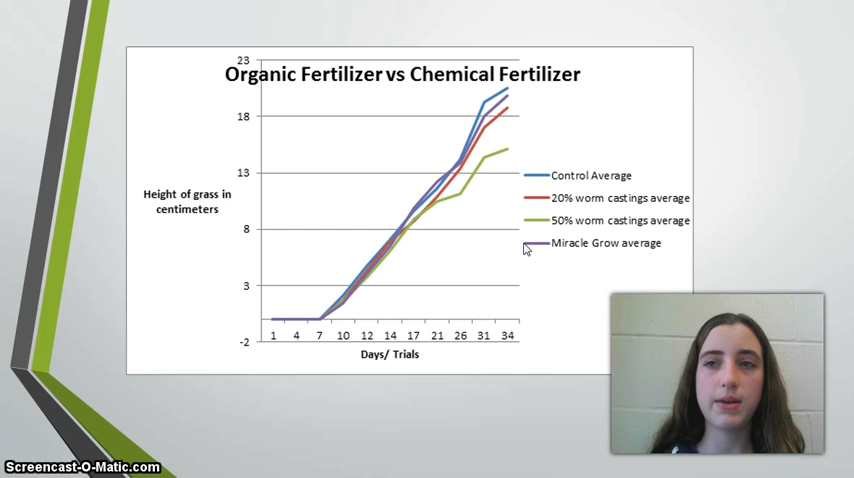 23
Organic Fertilizer vs Chemical Fertilizer
18
13
8
3
-2
Height of grass in
centimeters
1 4 7 10 12 14 17 21 26 31 34
Days/ Trials
Control Average
20% worm castings average
50% worm castings average
Miracle Grow average
Screencast-O-Matic.com